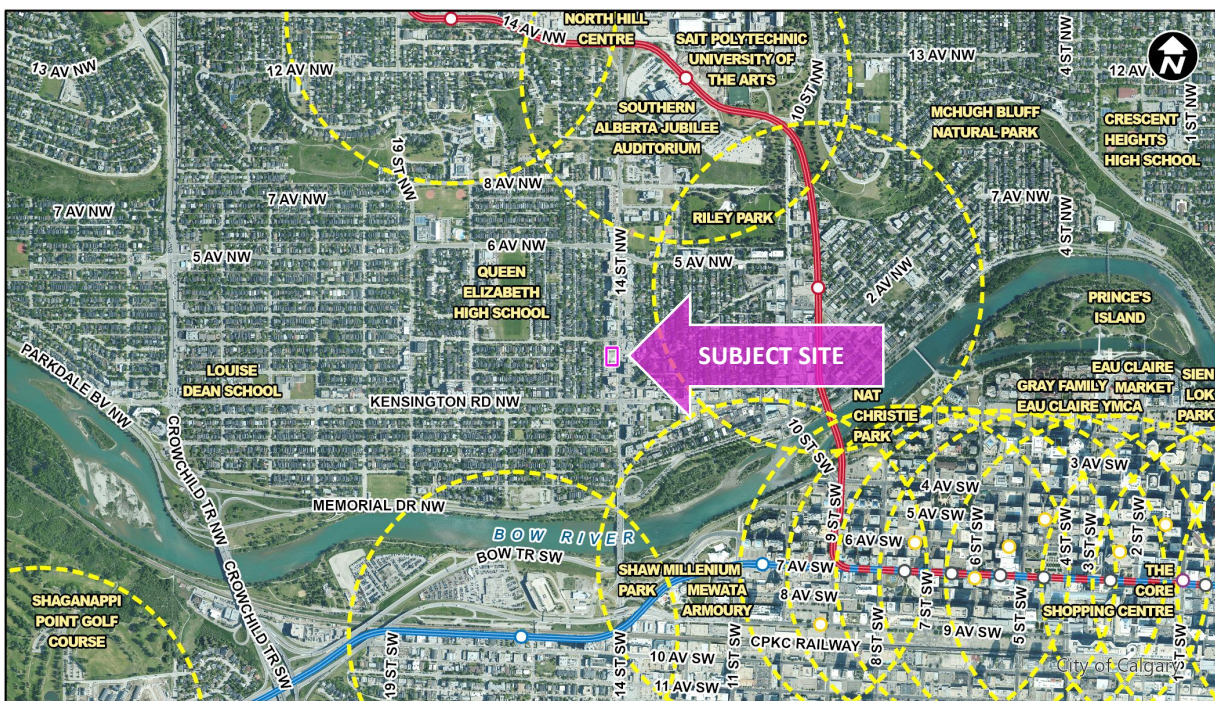 14 AV NW
NORTH HILL
CENTRE
SAIT POLYTECHNIC
UNIVERSITY OF
THE ARTS
10 ST NW
13 AV NW
12 AV NW
13 AV NW
4 ST NW
12 AV
N
1 ST NW
SOUTHERN
ALBERTA JUBILEE
AUDITORIUM
MCHUGH BLUFF
NATURAL PARK
CRESCENT
HEIGHTS
HIGH SCHOOL
19 ST NW
8 AV NW
7 AV NW
7 AV NW
7 AV NW
RILEY PARK
4 ST NW
6 AV NW
5 AV NW
5 AV NW
14 ST NW
2 AV NW
QUEEN
ELIZABETH
HIGH SCHOOL
PRINCE'S
ISLAND
SUBJECT SITE
PARKDALE BV NW
LOUISE
DEAN SCHOOL
KENSINGTON RD NW
EAU CLAIRE
MARKET
GRAY FAMILY
EAU CLAIRE YMCA
SIEN
LOK
PARK
NAT
CHRISTIE
PARK
CROWCHILD TR NW
10 ST SW
3 AV SW
4 AV SW
5 AV SW
6 AV SW
9 ST SW
6 ST SW
4 ST SW
3 ST SW
2 ST SW
MEMORIAL DR NW
BOW RIVER
BOW TR SW
SHAW MILLENIUM
PARK
MEWATA
ARMOURY
7 AV SW
8 AV SW
THE
CORE
SHOPPING CENTRE
SHAGANAPPI
POINT GOLF
COURSE
CROWCHILD TR SW
19 ST SW
14 ST SW
10 AV SW
11 AV SW
11 ST SW
CPKC RAILWAY
8 ST SW
7 ST SW
9 AV SW
5 ST SW
1 ST SW
City of Calgary